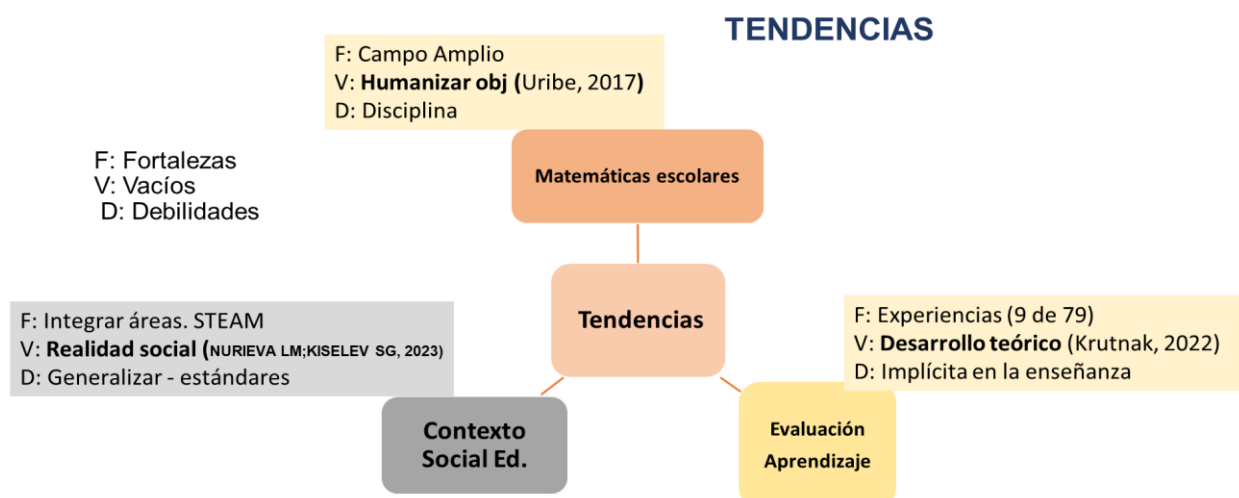 TENDENCIAS
F: Campo Amplio
V: Humanizar obj (Uribe, 2017)
D: Disciplina
Matemáticas escolares
F: Fortalezas
V: Vacíos
D: Debilidades
Tendencias
F: Integrar áreas. STEAM
V: Realidad social (NURIEVA LM;KISELEV SG, 2023)
D: Generalizar - estándares
Contexto
Social Ed.
F: Experiencias (9 de 79)
V: Desarrollo teórico (Krutnak, 2022)
D: Implícita en la enseñanza
Evaluación
Aprendizaje